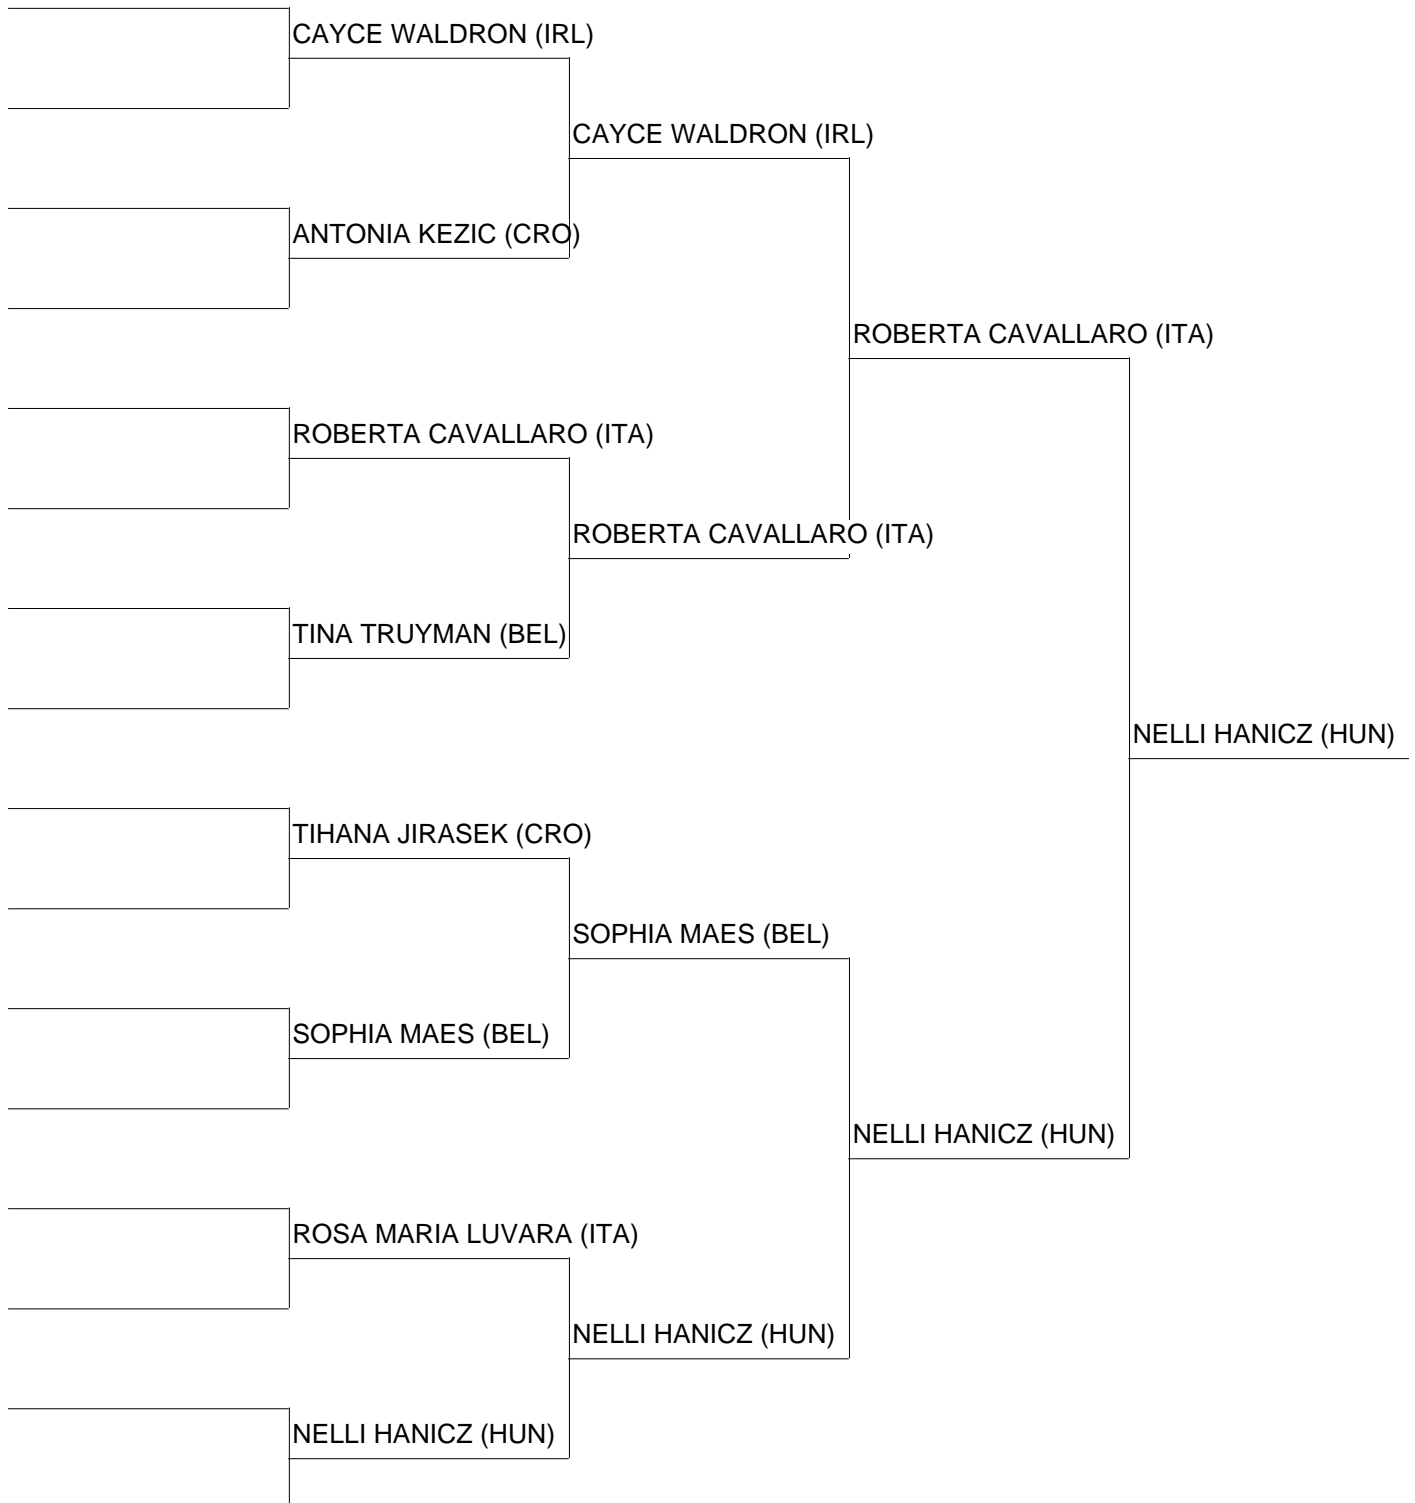 CAYCE WALDRON (IRL)
CAYCE WALDRON (IRL)
ANTONIA KEZIC (CRO)
ROBERTA CAVALLARO (ITA)
ROBERTA CAVALLARO (ITA)
ROBERTA CAVALLARO (ITA)
TINA TRUYMAN (BEL)
NELLI HANICZ (HUN)
TIHANA JIRASEK (CRO)
SOPHIA MAES (BEL)
SOPHIA MAES (BEL)
NELLI HANICZ (HUN)
ROSA MARIA LUVARA (ITA)
NELLI HANICZ (HUN)
NELLI HANICZ (HUN)